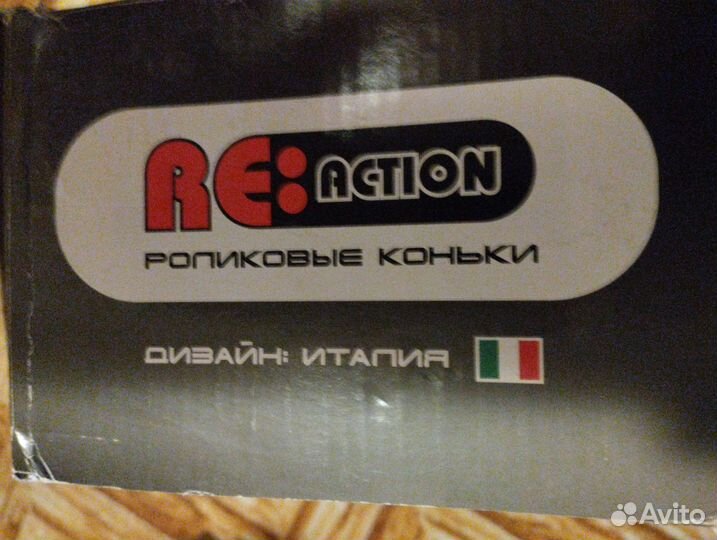 RE: ACTION
РОЛИКОВЫЕ КОНЬКИ
ДИЗАЙН: ИТАЛИЯ
Avito